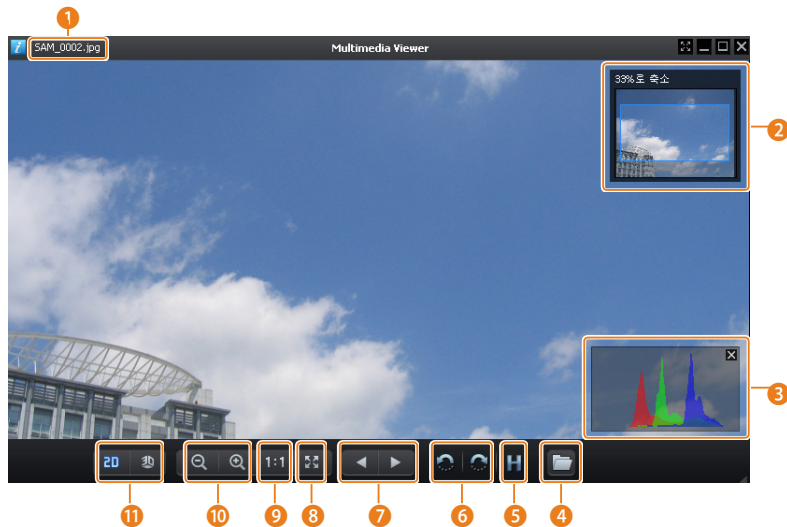 1
SAM_0002.jpg
Multimedia Viewer
33%로 축소
2
3
2D 3D 1:1 H
11 10 9 8 7 6 5 4